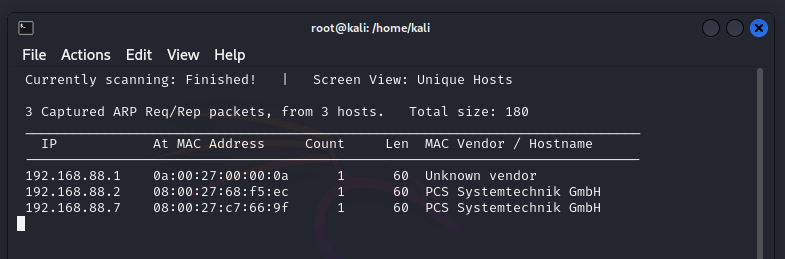 root@kali: /home/kali
File Actions Edit View Help
Currently scanning: Finished! | Screen View: Unique Hosts
3 Captured ARP Req/Rep packets, from 3 hosts. Total size: 180
IP At MAC Address Count Len MAC Vendor / Hostname
192.168.88.1 0a:00:27:00:00:0a 1 60 Unknown vendor
192.168.88.2 08:00:27:68:f5:ec 1 60 PCS Systemtechnik GmbH
192.168.88.7 08:00:27:c7:66:9f 1 60 PCS Systemtechnik GmbH